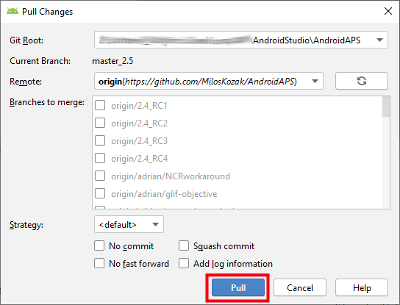 Pull Changes
Git Root: \AndroidStudio\AndroidAPS
Current Branch: master_2.5
Remote: origin(https://github.com/MilosKozak/AndroidAPS)
Branches to merge: origin/2.4_RC1
origin/2.4_RC2
origin/2.4_RC3
origin/2.4_RC4
origin/adrian/NCRworkaround
origin/adrian/glif-objective
Strategy: <default>
No commit Squash commit
No fast forward Add log information
Pull Cancel Help